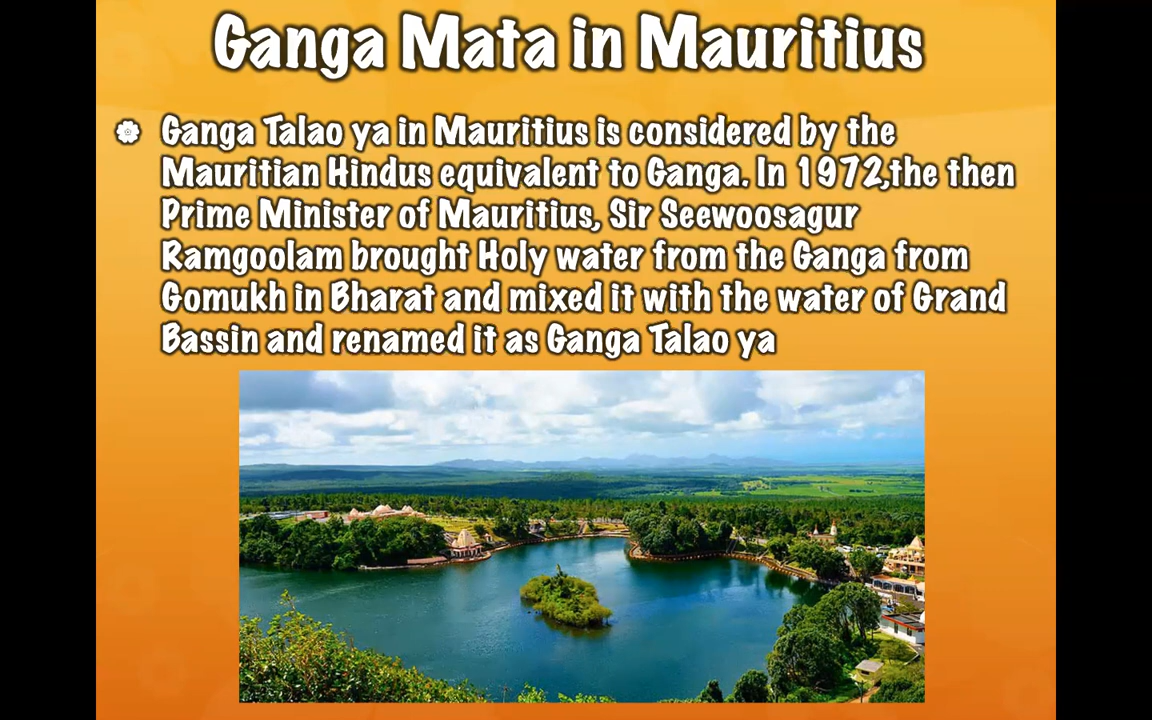 Ganga Mata in Mauritius
Ganga Talao ya in Mauritius is considered by the
Mauritian Hindus equivalent to Ganga. In 1972,the then
Prime Minister of Mauritius, Sir Seewoosagur
Ramgoolam brought Holy water from the Ganga from
Gomukh in Bharat and mixed it with the water of Grand
Bassin and renamed it as Ganga Talao ya